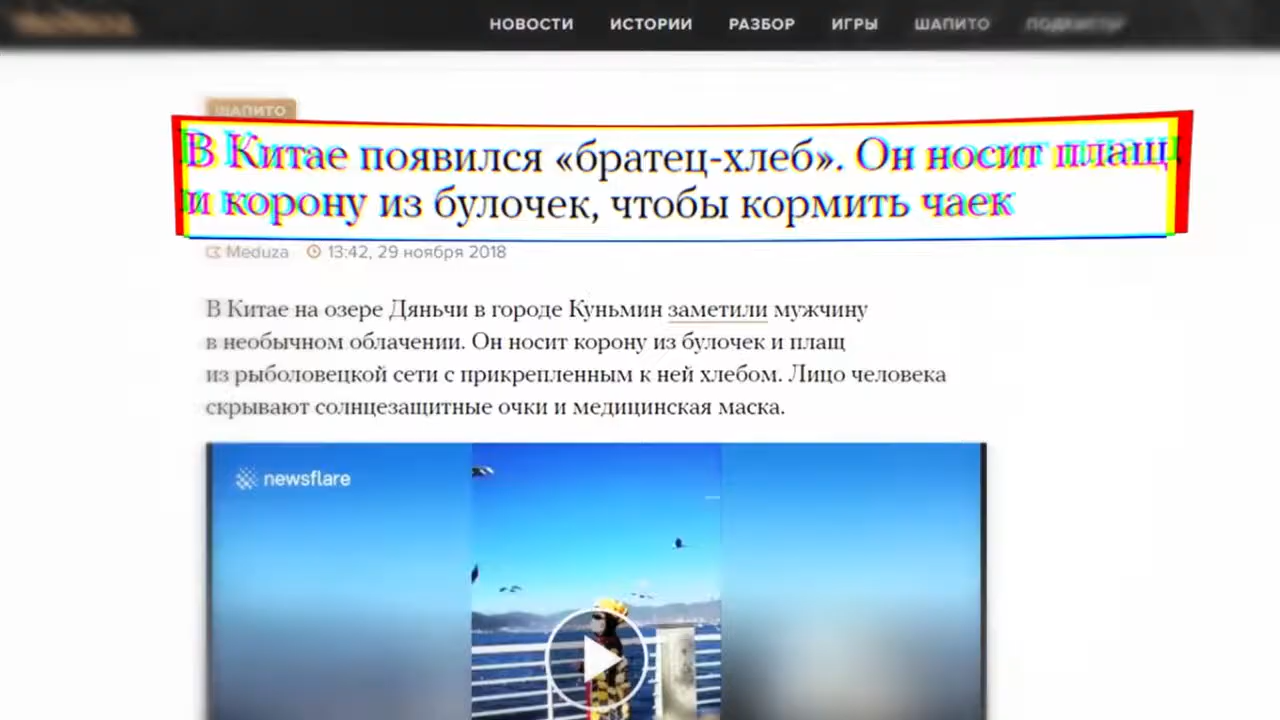 НОВОСТИ ИСТОРИИ РАЗБОР ИГРЫ ШАПИТО ПОДКАСТЫ
ШАПИТО
В Китае появился «братец-хлеб». Он носит плащ
и корону из булочек, чтобы кормить чаек
Meduza 13:42, 29 ноября 2018
В Китае на озере Дяньчи в городе Куньмин заметили мужчину
в необычном облачении. Он носит корону из булочек и плащ
из рыболовецкой сети с прикрепленным к ней хлебом. Лицо человека
скрывают солнцезащитные очки и медицинская маска.
newsflare